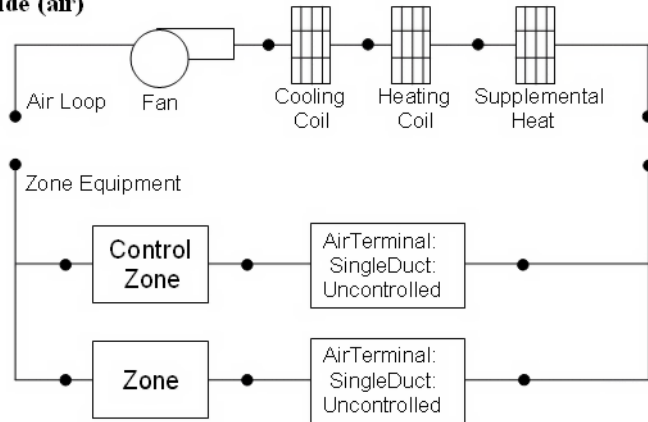 (air)
Air Loop
Fan
Cooling
Coil
Heating
Coil
Supplemental
Heat
Zone Equipment
Control
Zone
AirTerminal:
SingleDuct:
Uncontrolled
Zone
AirTerminal:
SingleDuct:
Uncontrolled